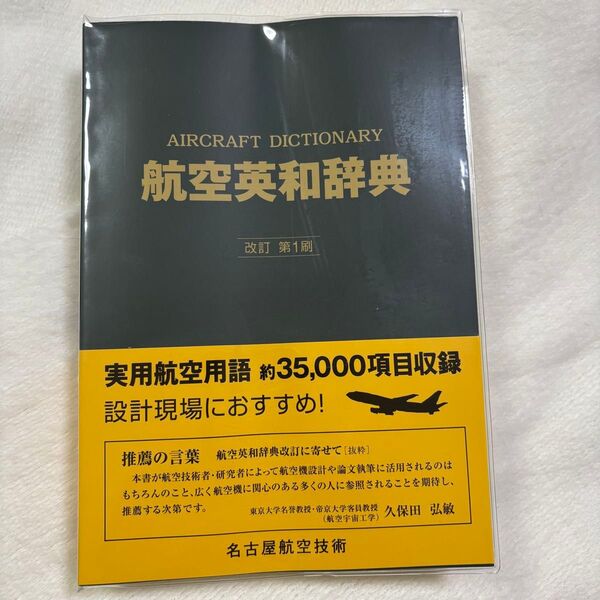 AIRCRAFT DICTIONARY
航空英和辞典
改訂 第1刷
実用航空用語 約35,000項目収録
設計現場におすすめ!
推薦の言葉 航空英和辞典改訂に寄せて[抜粋]
本書が航空技術者・研究者によって航空機設計や論文執筆に活用されるのは
もちろんのこと、広く航空機に関心のある多くの人に参照されることを期待し、
推薦する次第です。
東京大学名誉教授・帝京大学客員教授
(航空宇宙工学) 久保田 弘敏
名古屋航空技術